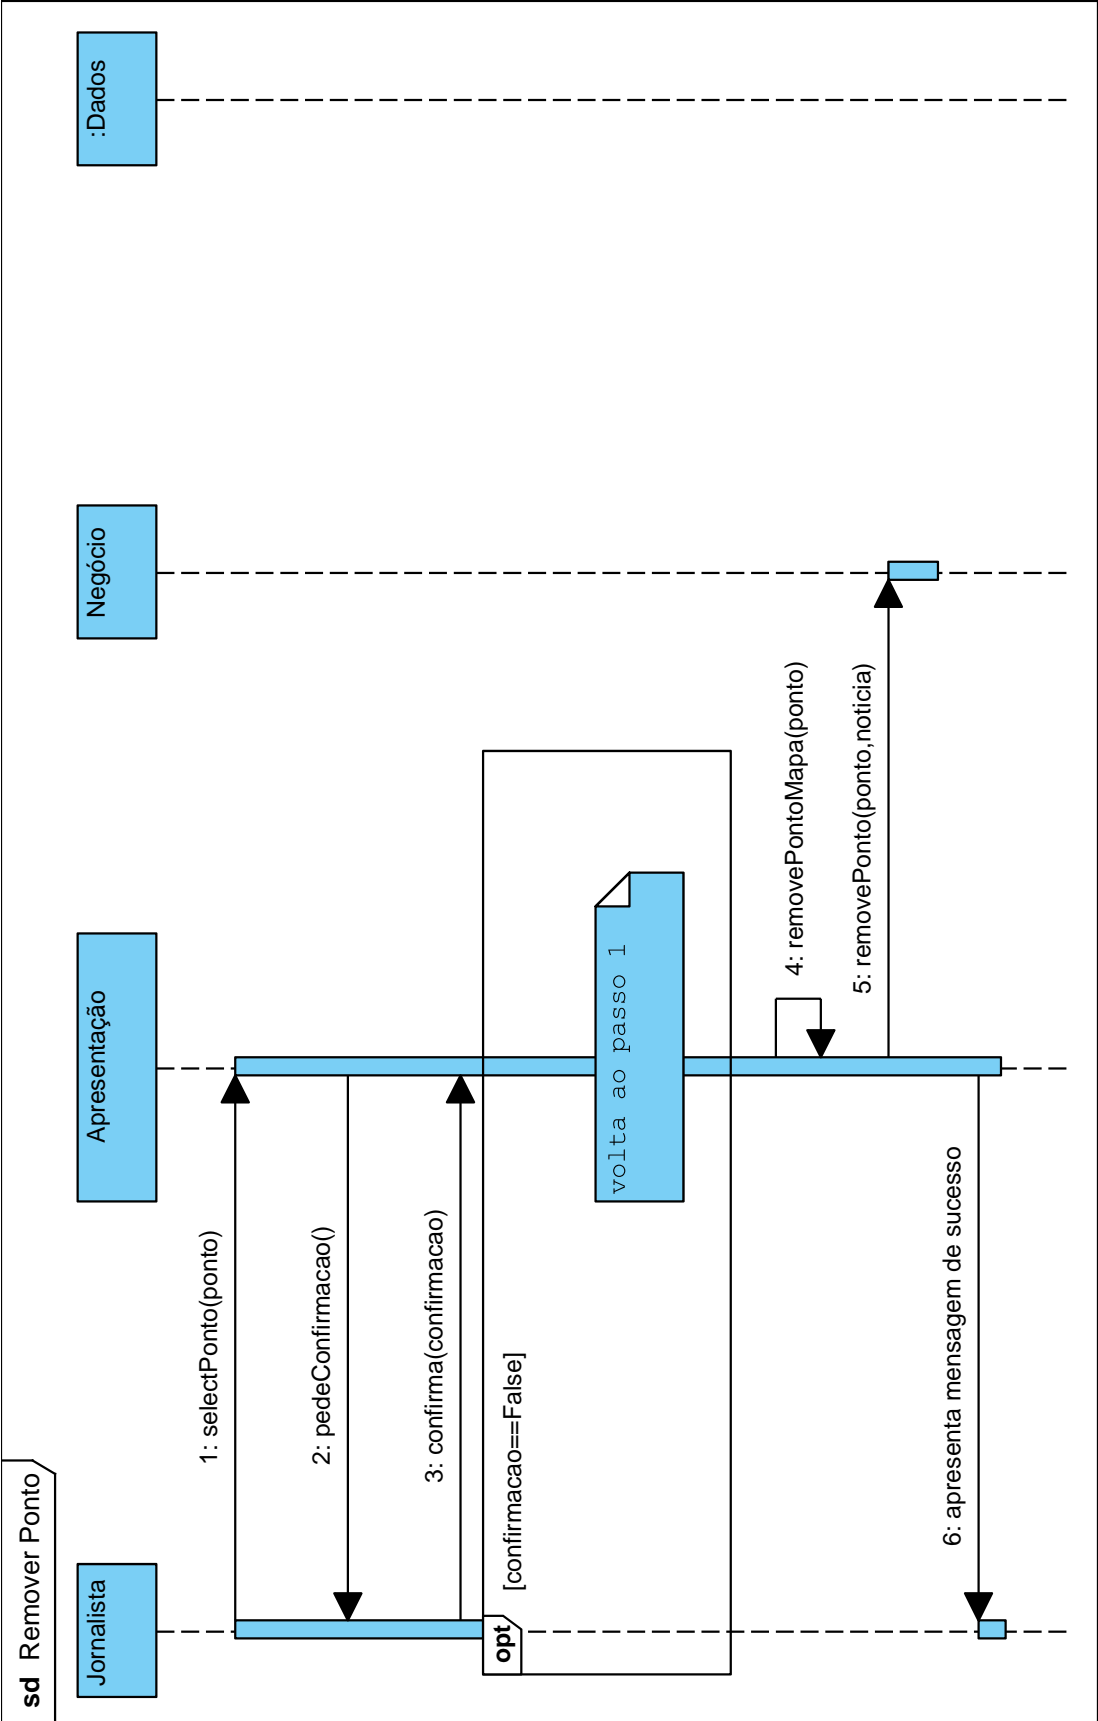 sd Remover Ponto
Jornalista
Apresentação
Negócio
:Dados
1: selectPonto(ponto)
2: pedeConfirmacao()
3: confirma(confirmacao)
opt
[confirmacao==False]
volta ao passo 1
4: removePontoMapa(ponto)
5: removePonto(ponto,noticia)
6: apresenta mensagem de sucesso